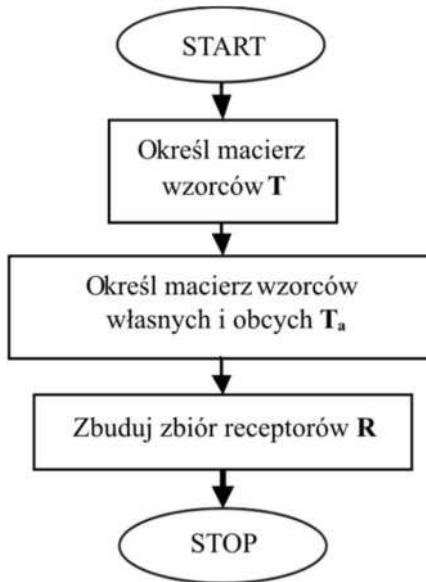 START
Określ macierz
wzorców T
Określ macierz wzorców
własnych i obcych Tₐ
Zbuduj zbiór receptorów R
STOP